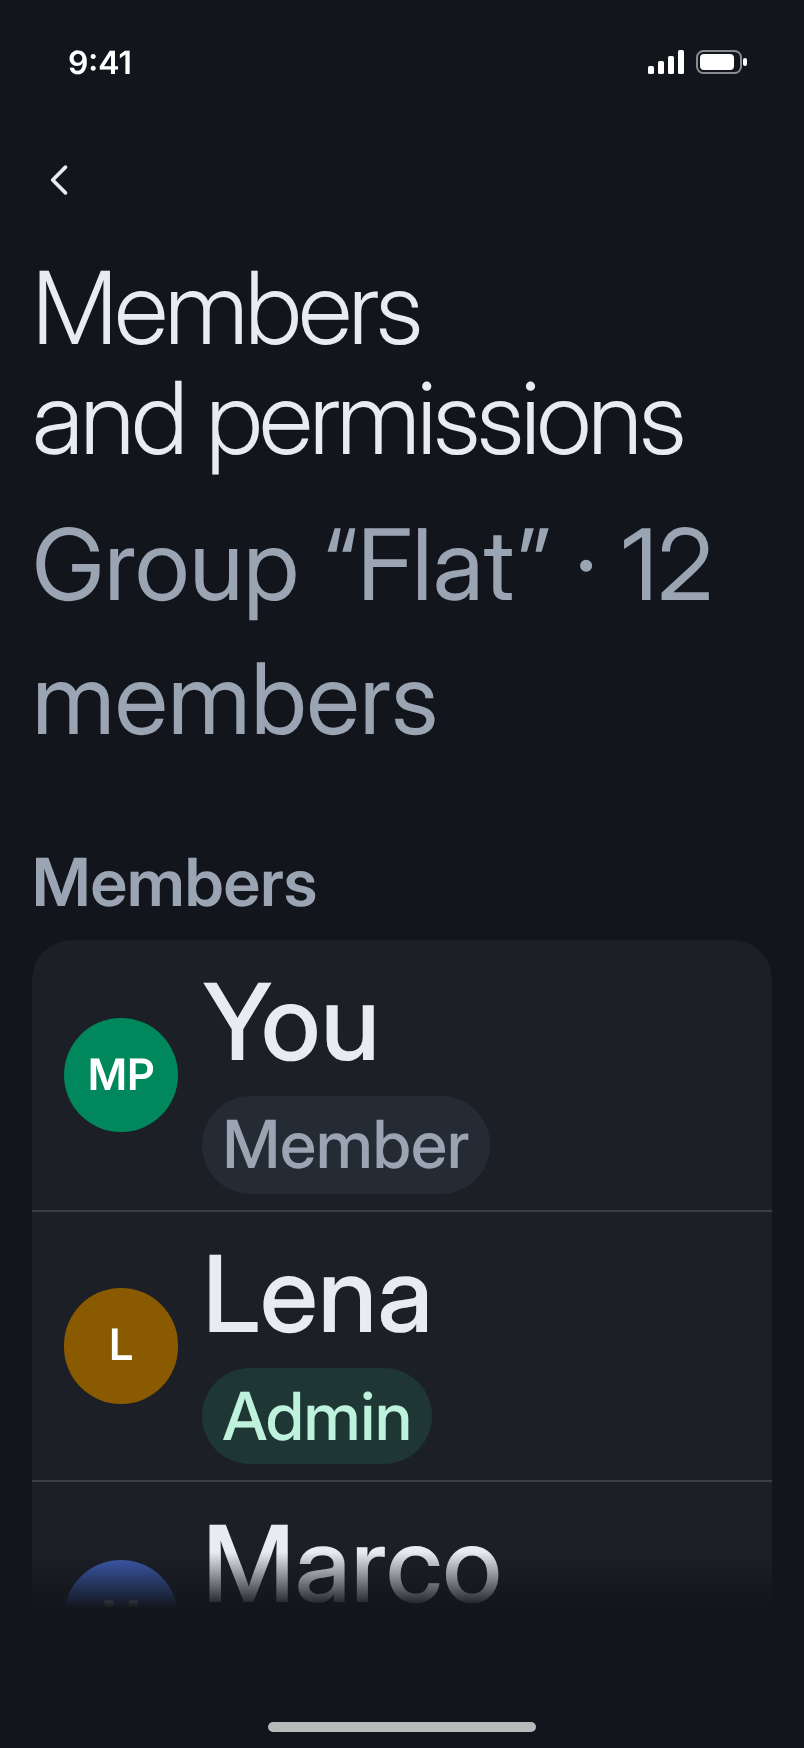 9:41
Members
and permissions
Group “Flat” · 12
members
Members
MP
You
Member
L
Lena
Admin
Marco